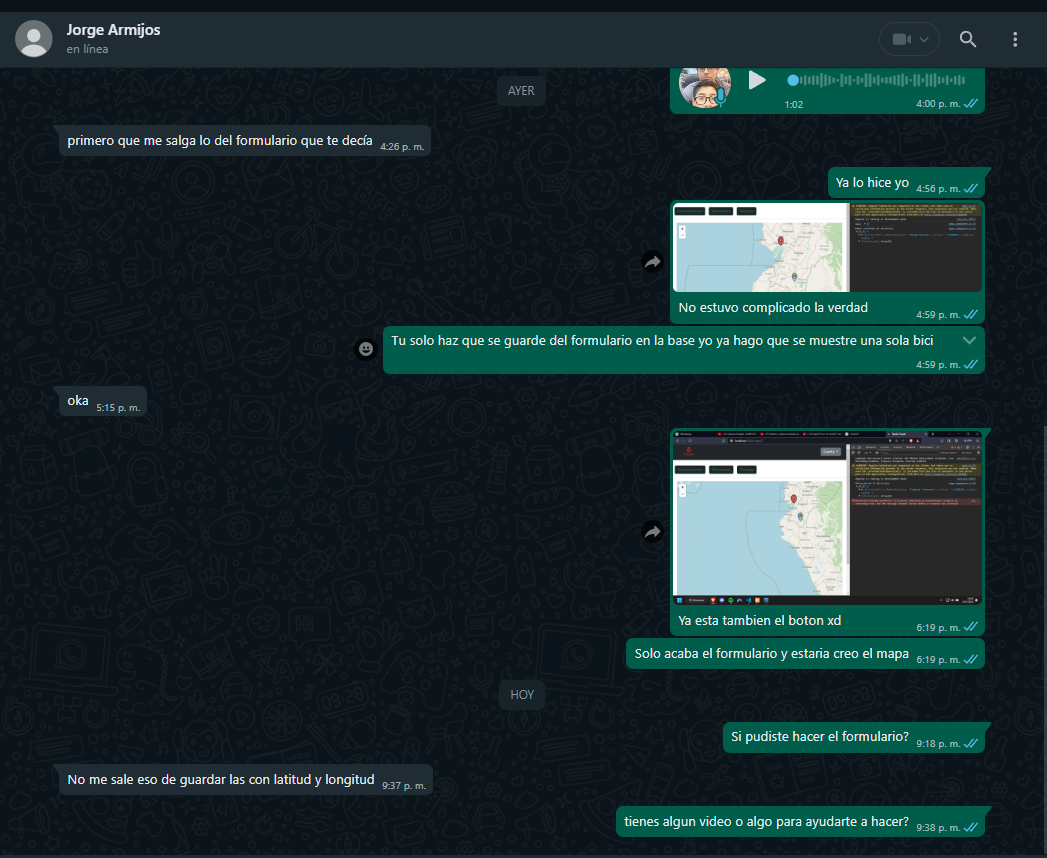 Jorge Armijos
en línea
AYER
1:02
4:00 p. m.
primero que me salga lo del formulario que te decía
4:26 p. m.
Ya lo hice yo
4:56 p. m.
No estuvo complicado la verdad
4:59 p. m.
Tu solo haz que se guarde del formulario en la base yo ya hago que se muestre una sola bici
4:59 p. m.
oka
5:15 p. m.
Ya esta tambien el boton xd
6:19 p. m.
Solo acaba el formulario y estaria creo el mapa
6:19 p. m.
HOY
Si pudiste hacer el formulario?
9:18 p. m.
No me sale eso de guardar las con latitud y longitud
9:37 p. m.
tienes algun video o algo para ayudarte a hacer?
9:38 p. m.